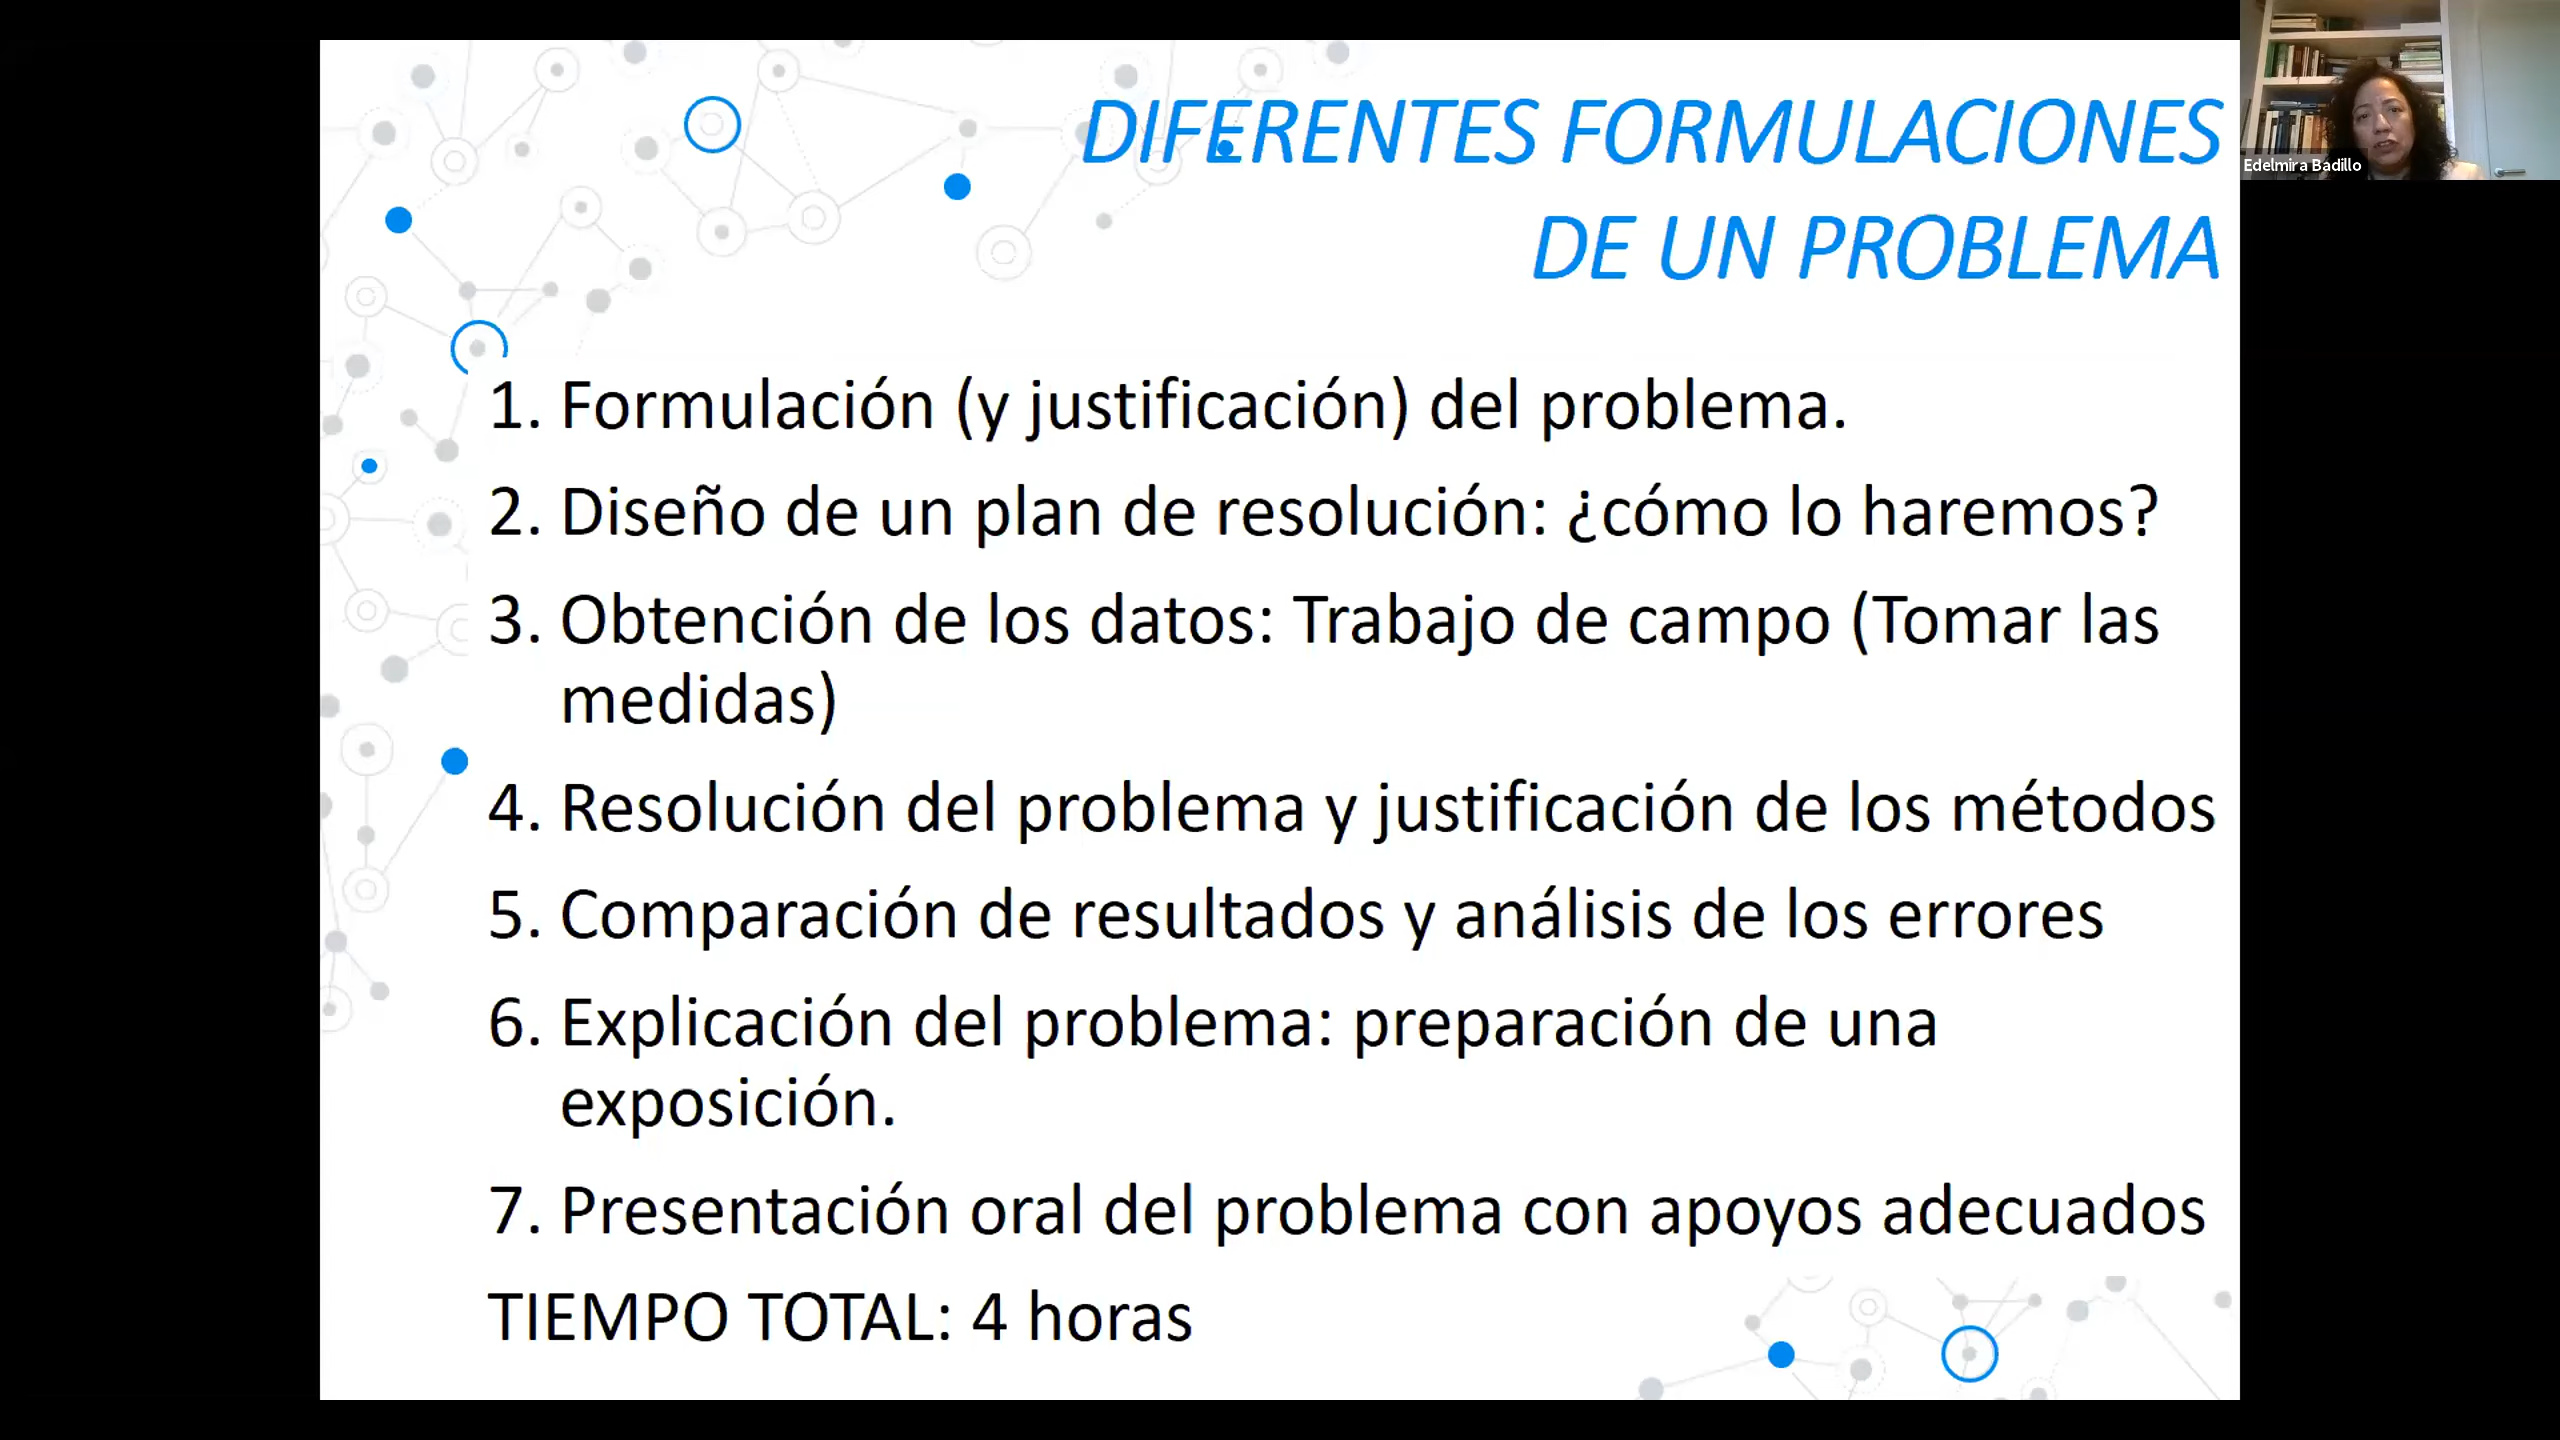 DIFERENTES FORMULACIONES
DE UN PROBLEMA
Edelmira Badillo
1. Formulación (y justificación) del problema.
2. Diseño de un plan de resolución: ¿cómo lo haremos?
3. Obtención de los datos: Trabajo de campo (Tomar las
medidas)
4. Resolución del problema y justificación de los métodos
5. Comparación de resultados y análisis de los errores
6. Explicación del problema: preparación de una
exposición.
7. Presentación oral del problema con apoyos adecuados
TIEMPO TOTAL: 4 horas